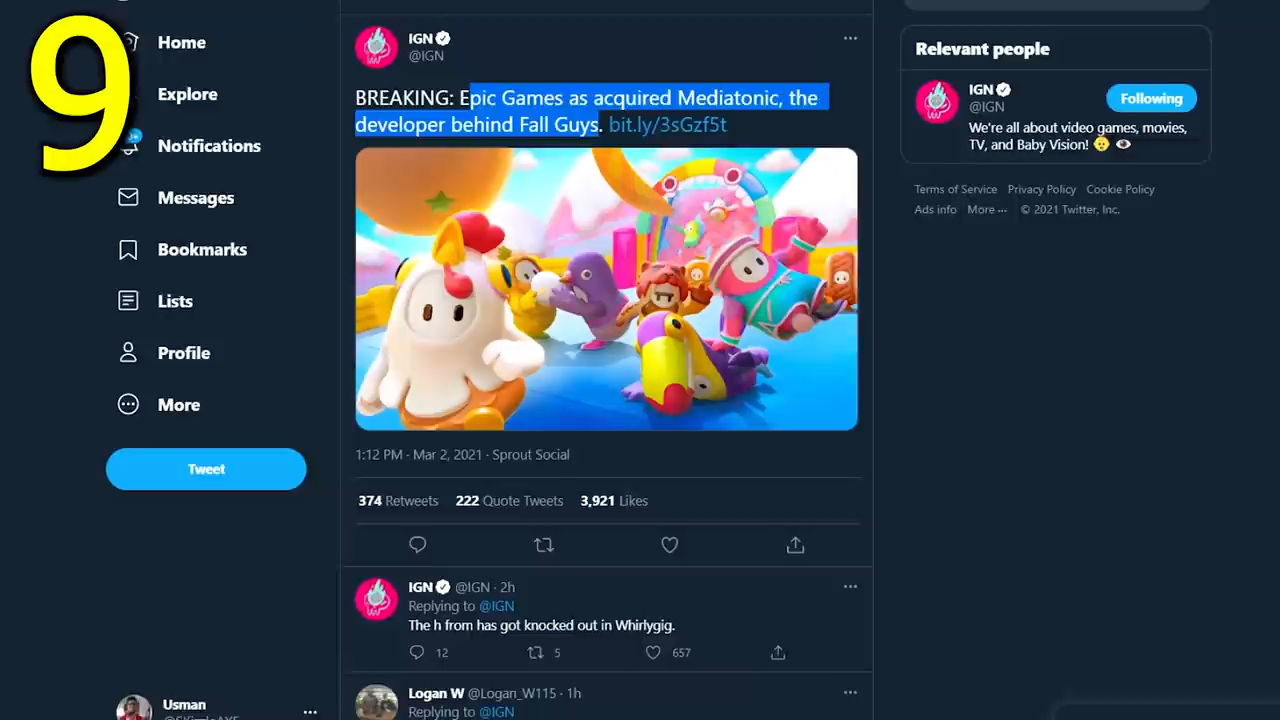 9
Home
Explore
Notifications
Messages
Bookmarks
Lists
Profile
More
Tweet
Usman
IGN
@IGN
BREAKING: Epic Games as acquired Mediatonic, the
developer behind Fall Guys. bit.ly/3sGzf5t
1:12 PM · Mar 2, 2021 · Sprout Social
374 Retweets 222 Quote Tweets 3,921 Likes
IGN @IGN · 2h
Replying to @IGN
The h from has got knocked out in Whirlygig.
12 5 657
Logan W @Logan_W115 · 1h
Replying to @IGN
Relevant people
IGN
@IGN
Following
We're all about video games, movies,
TV, and Baby Vision!
Terms of Service Privacy Policy Cookie Policy
Ads info More ··· © 2021 Twitter, Inc.